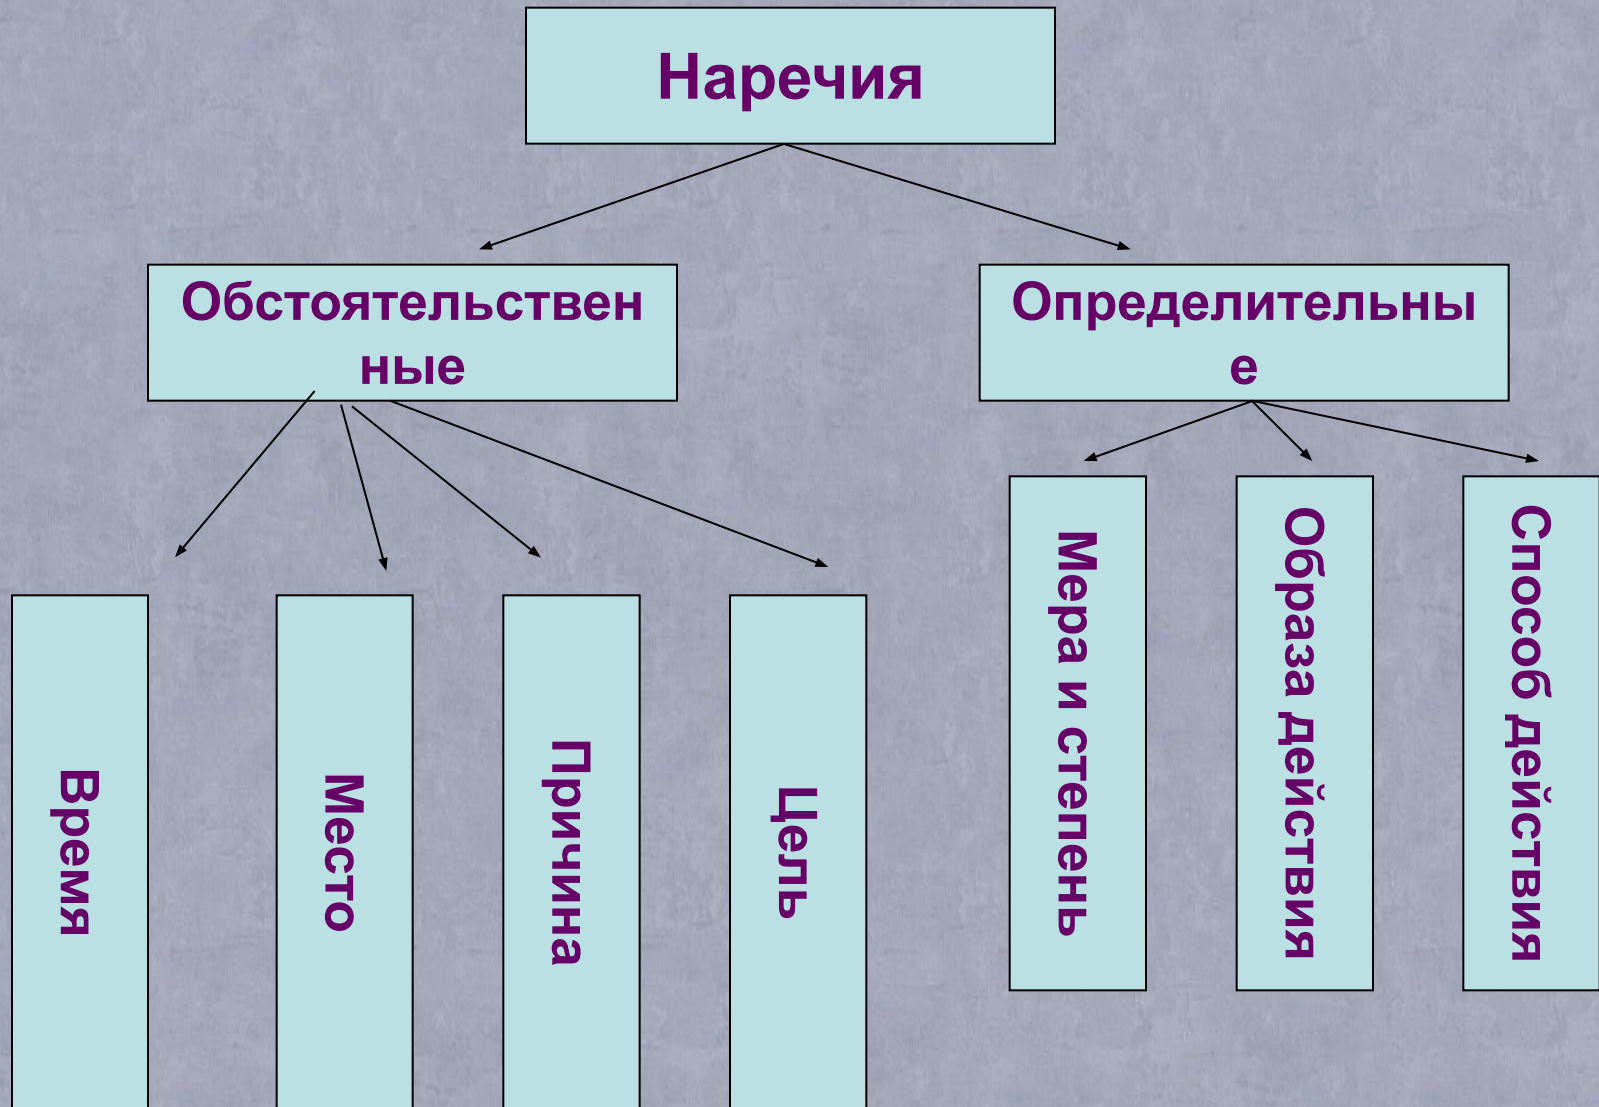 Наречия
Обстоятельствен
ные
Определительны
е
Время
Место
Причина
Цель
Мера и степень
Образа действия
Способ действия